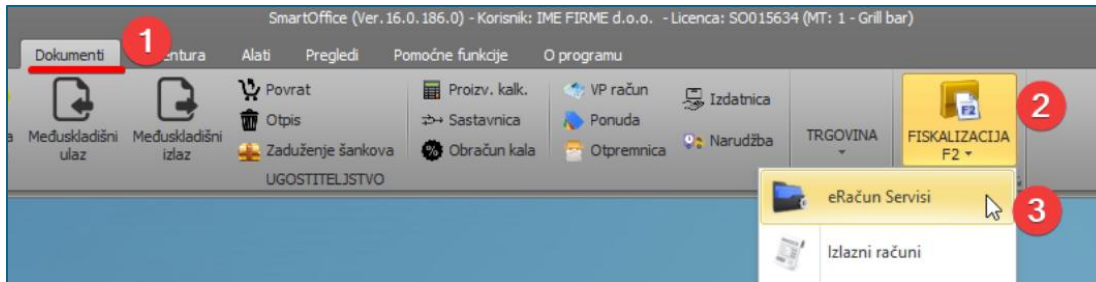 SmartOffice (Ver. 16.0.186.0) - Korisnik: IME FIRME d.o.o. - Licenca: SO015634 (MT: 1 - Grill bar)
Dokumenti
1
Alati
Pregledi
Pomoćne funkcije
O programu
Međuskladišni
ulaz
Međuskladišni
izlaz
Povrat
Otpis
Zaduženje šankova
Proizv. kalk.
Sastavnica
Obračun kala
VP račun
Ponuda
Otpremnica
Izdatnica
Narudžba
UGOSTITELJSTVO
TRGOVINA
F2
FISKALIZACIJA
F2
2
eRačun Servisi
3
Izlazni računi